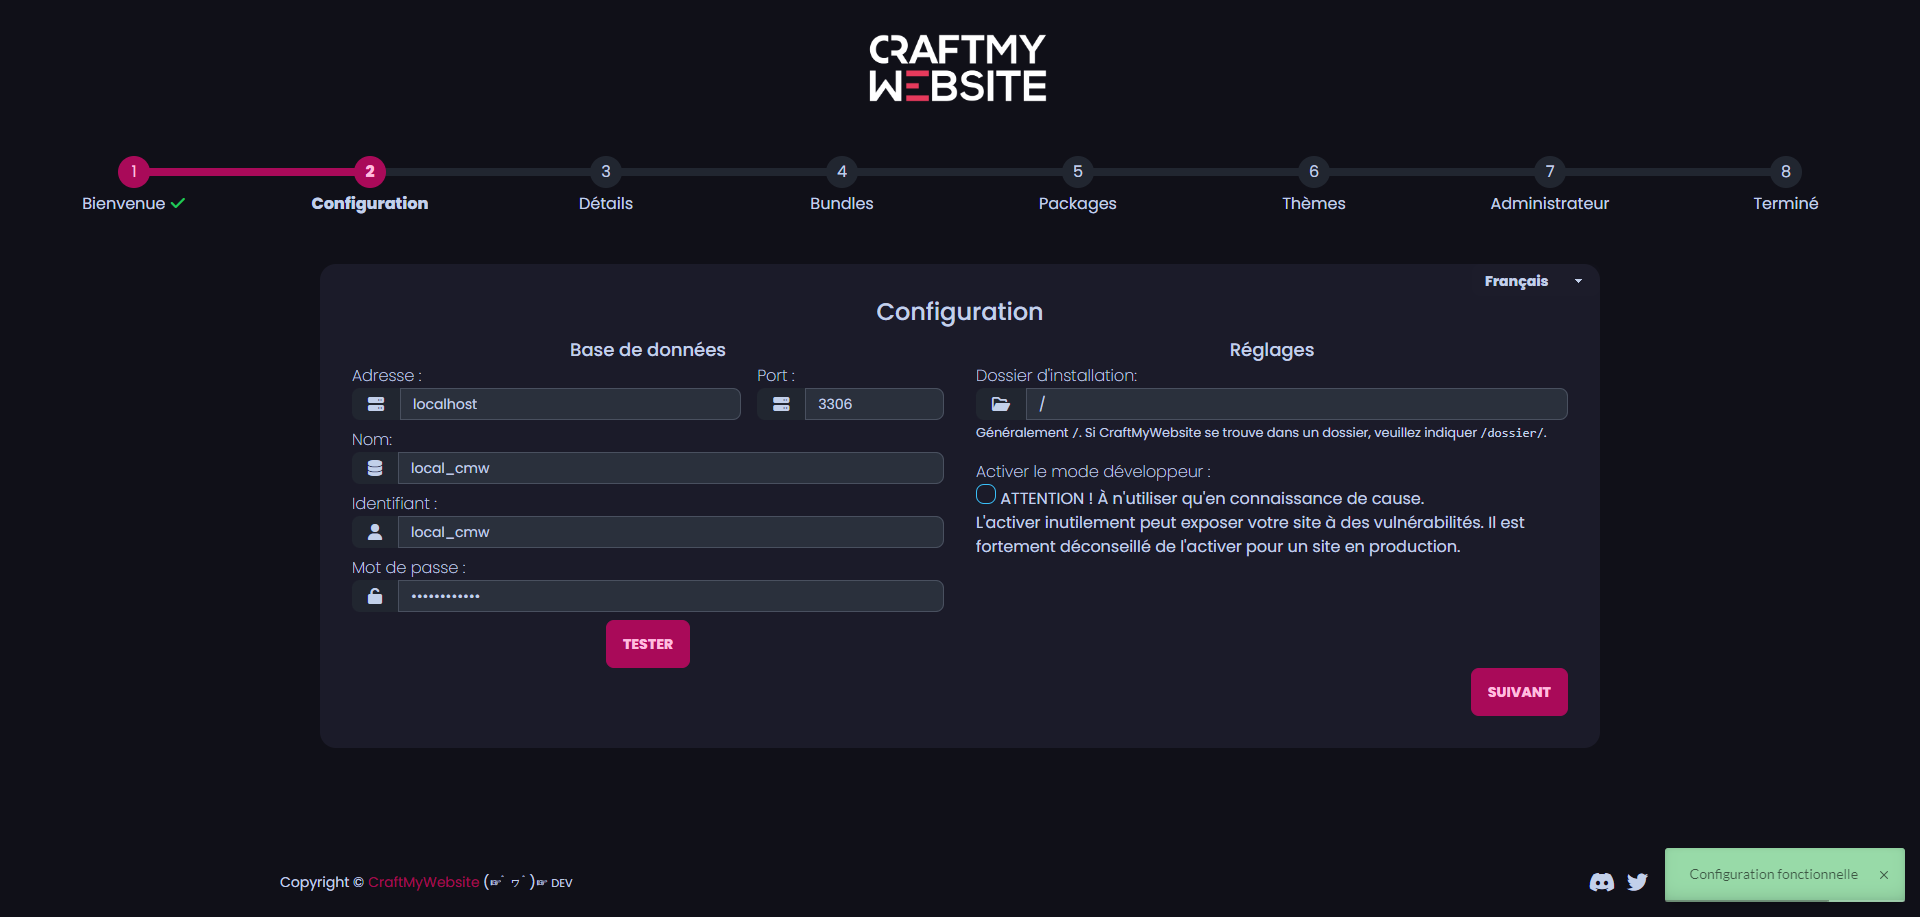 CRAFTMY
WEBSITE
1 2 3 4 5 6 7 8
Bienvenue Configuration Détails Bundles Packages Thèmes Administrateur Terminé
Français
Configuration
Base de données
Adresse :
localhost
Port :
3306
Nom:
local_cmw
Identifiant :
local_cmw
Mot de passe :
••••••••••••
TESTER
Réglages
Dossier d'installation:
/
Généralement /. Si CraftMyWebsite se trouve dans un dossier, veuillez indiquer /dossier/.
Activer le mode développeur :
ATTENTION ! À n'utiliser qu'en connaissance de cause.
L'activer inutilement peut exposer votre site à des vulnérabilités. Il est
fortement déconseillé de l'activer pour un site en production.
SUIVANT
Copyright © CraftMyWebsite (☞ﾟヮﾟ)☞ DEV
Configuration fonctionnelle ×